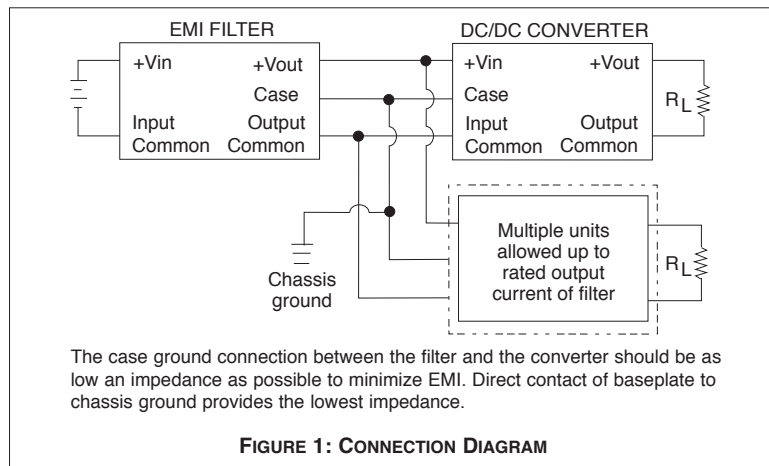 EMI FILTER
DC/DC CONVERTER
+Vin
+Vout
Case
Input
Common
Output
Common
+Vin
+Vout
Case
Input
Common
Output
Common
RL
Multiple units
allowed up to
rated output
current of filter
RL
Chassis
ground
The case ground connection between the filter and the converter should be as
low an impedance as possible to minimize EMI. Direct contact of baseplate to
chassis ground provides the lowest impedance.
FIGURE 1: CONNECTION DIAGRAM